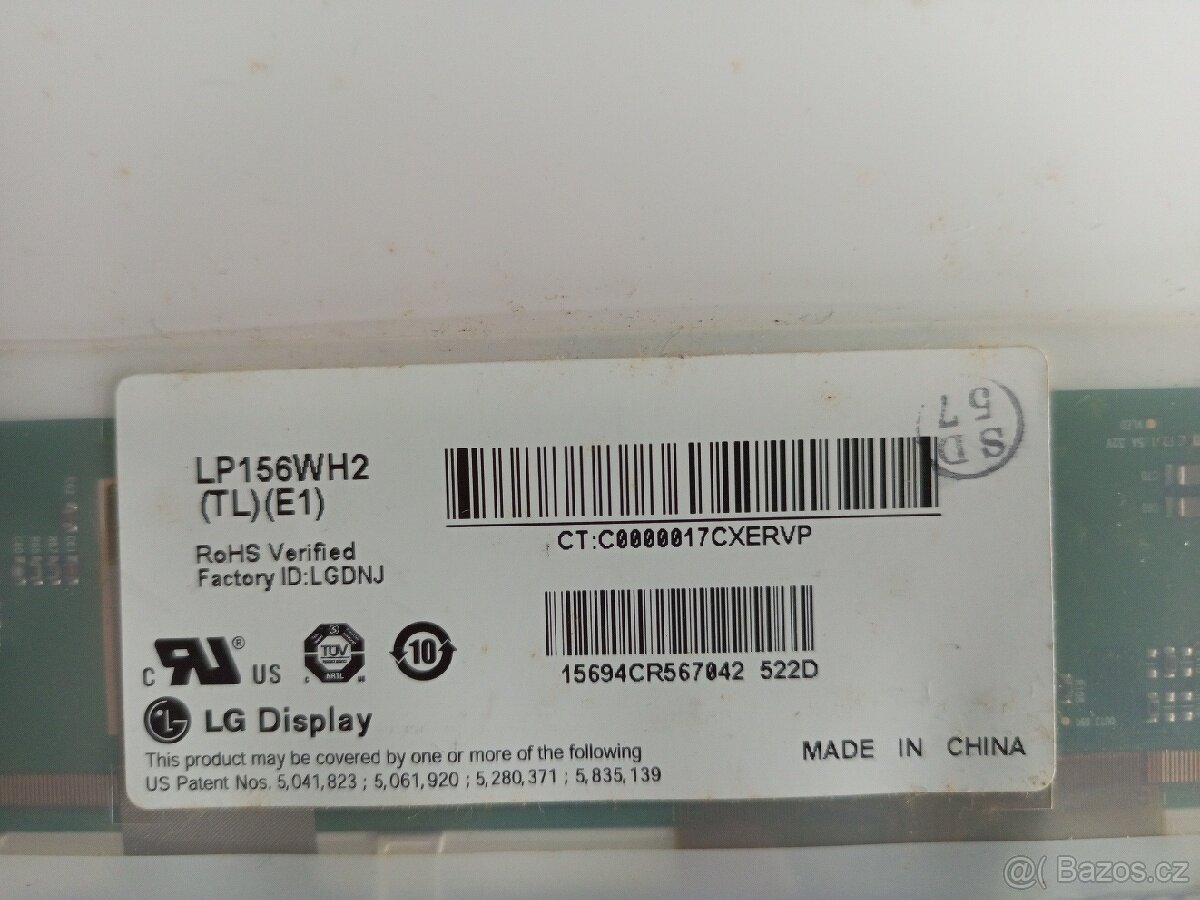 LP156WH2
(TL)(E1)
RoHS Verified
Factory ID:LGDNJ
CT:C0000017CXERVP
15694CR567042 522D
c RU ® US
TÜV
10
LG Display
This product may be covered by one or more of the following
US Patent Nos. 5,041,823 ; 5,061,920 ; 5,280,371 ; 5,835,139
MADE IN CHINA
Bazos.cz